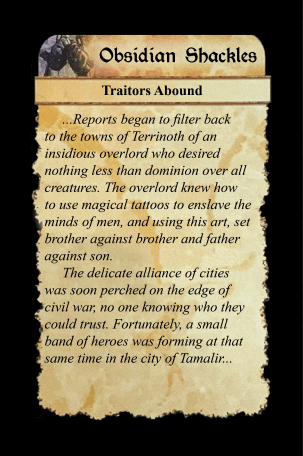 Obsidian Shackles
Traitors Abound
...Reports began to filter back
to the towns of Terrinoth of an
insidious overlord who desired
nothing less than dominion over all
creatures. The overlord knew how
to use magical tattoos to enslave the
minds of men, and using this art, set
brother against brother and father
against son.
The delicate alliance of cities
was soon perched on the edge of
civil war, no one knowing who they
could trust. Fortunately, a small
band of heroes was forming at that
same time in the city of Tamalir...